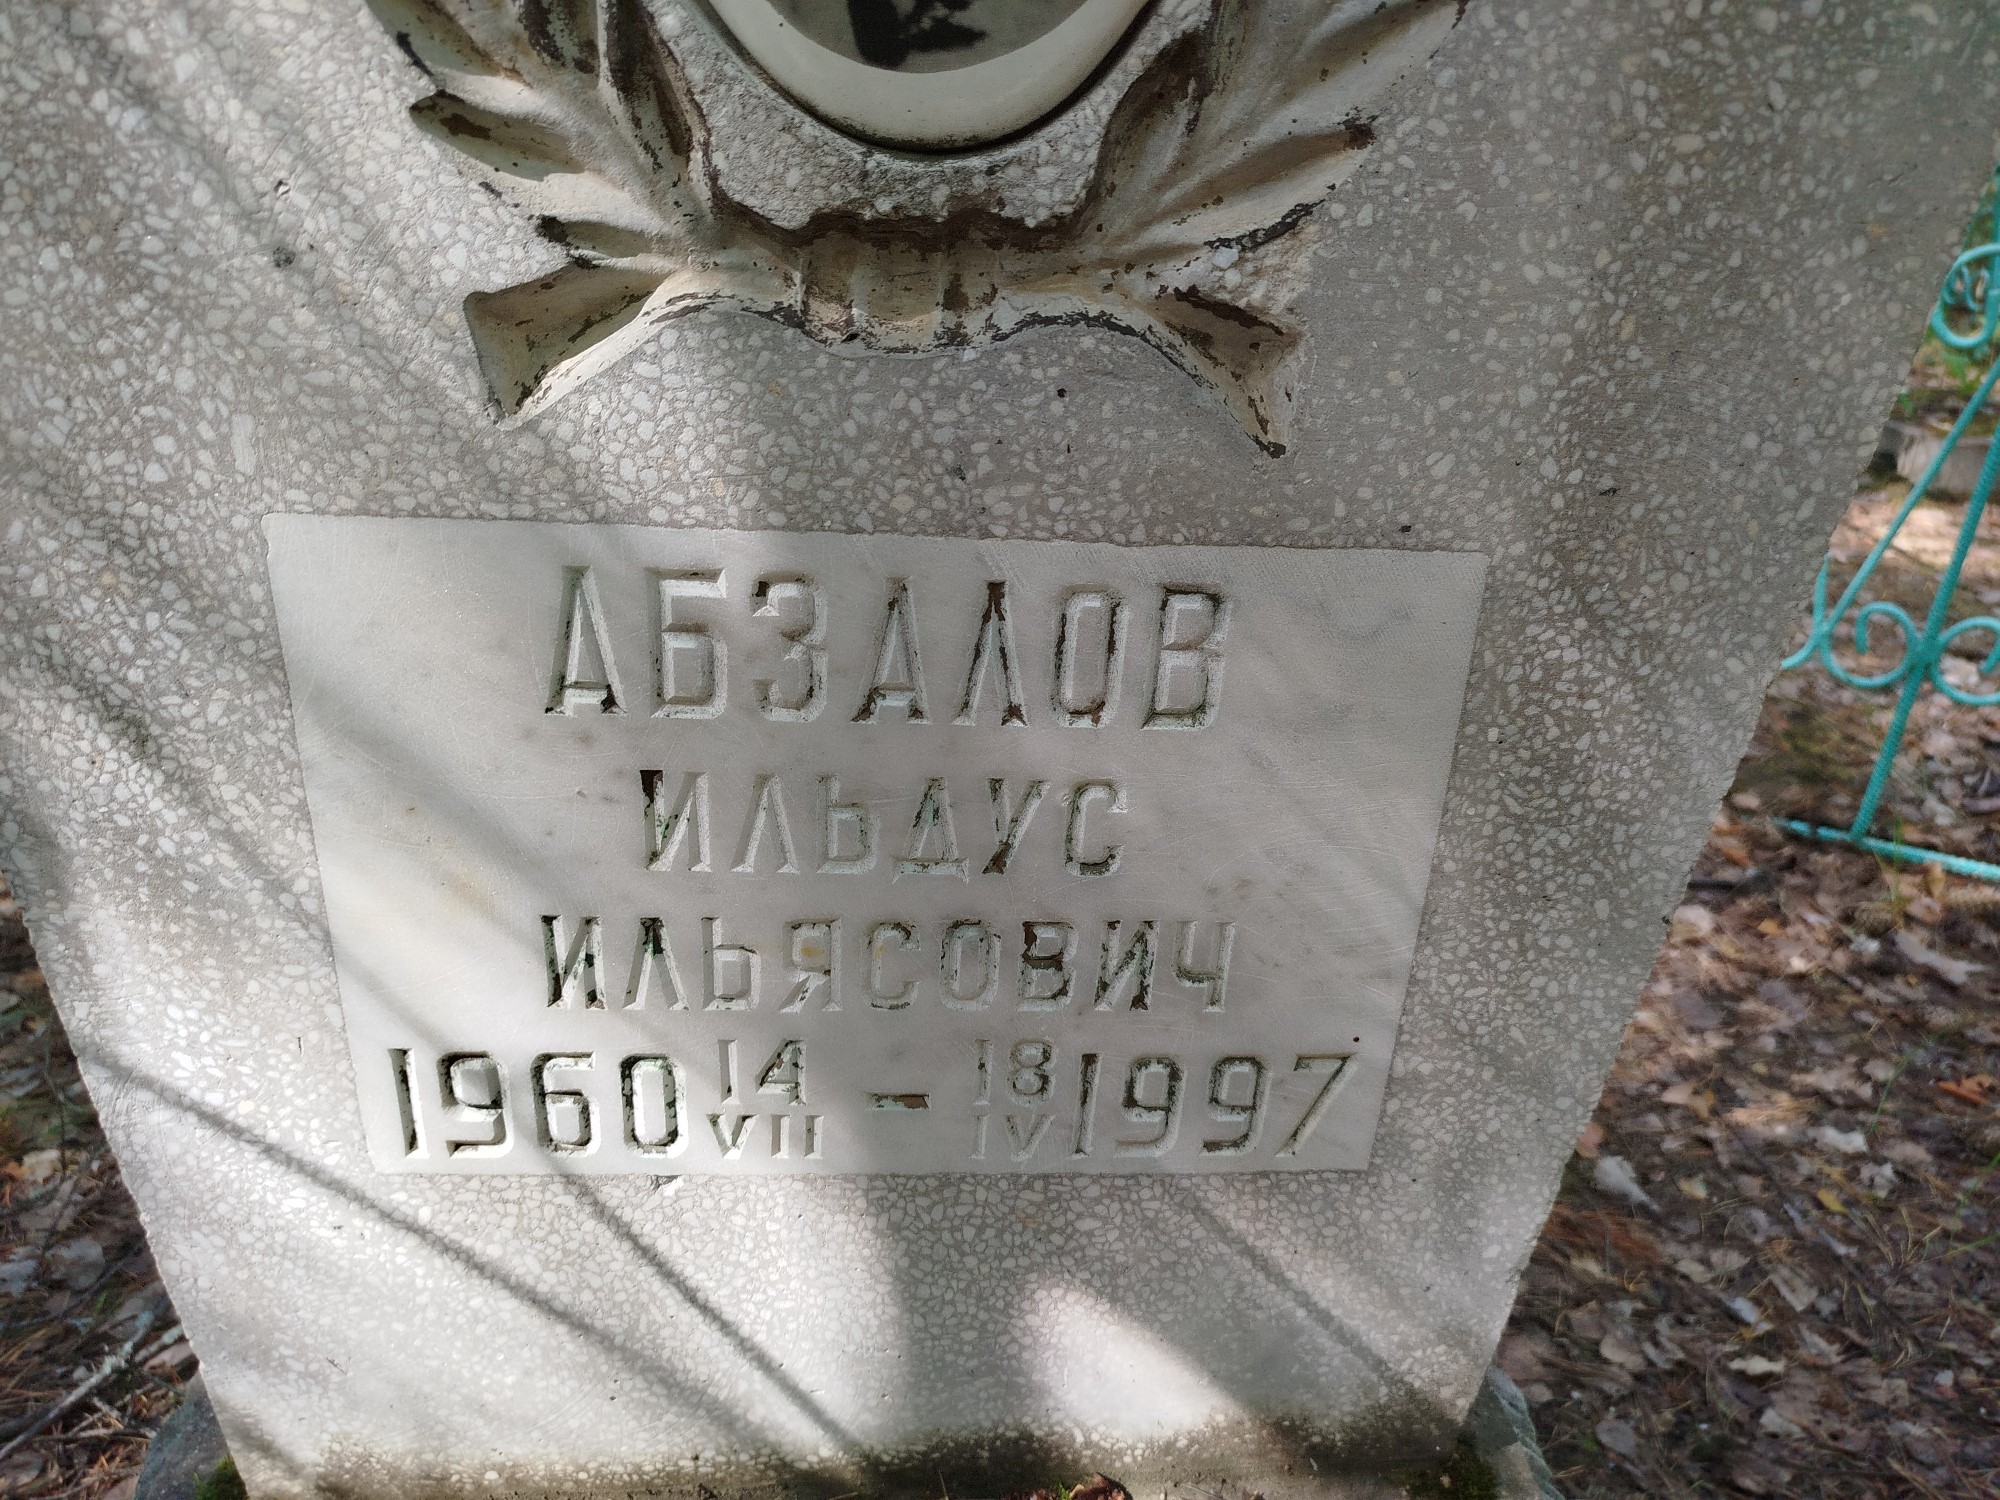 АБЗАЛОВ
ИЛЬДУС
ИЛЬЯСОВИЧ
1960 14/VII – 18/IV 1997